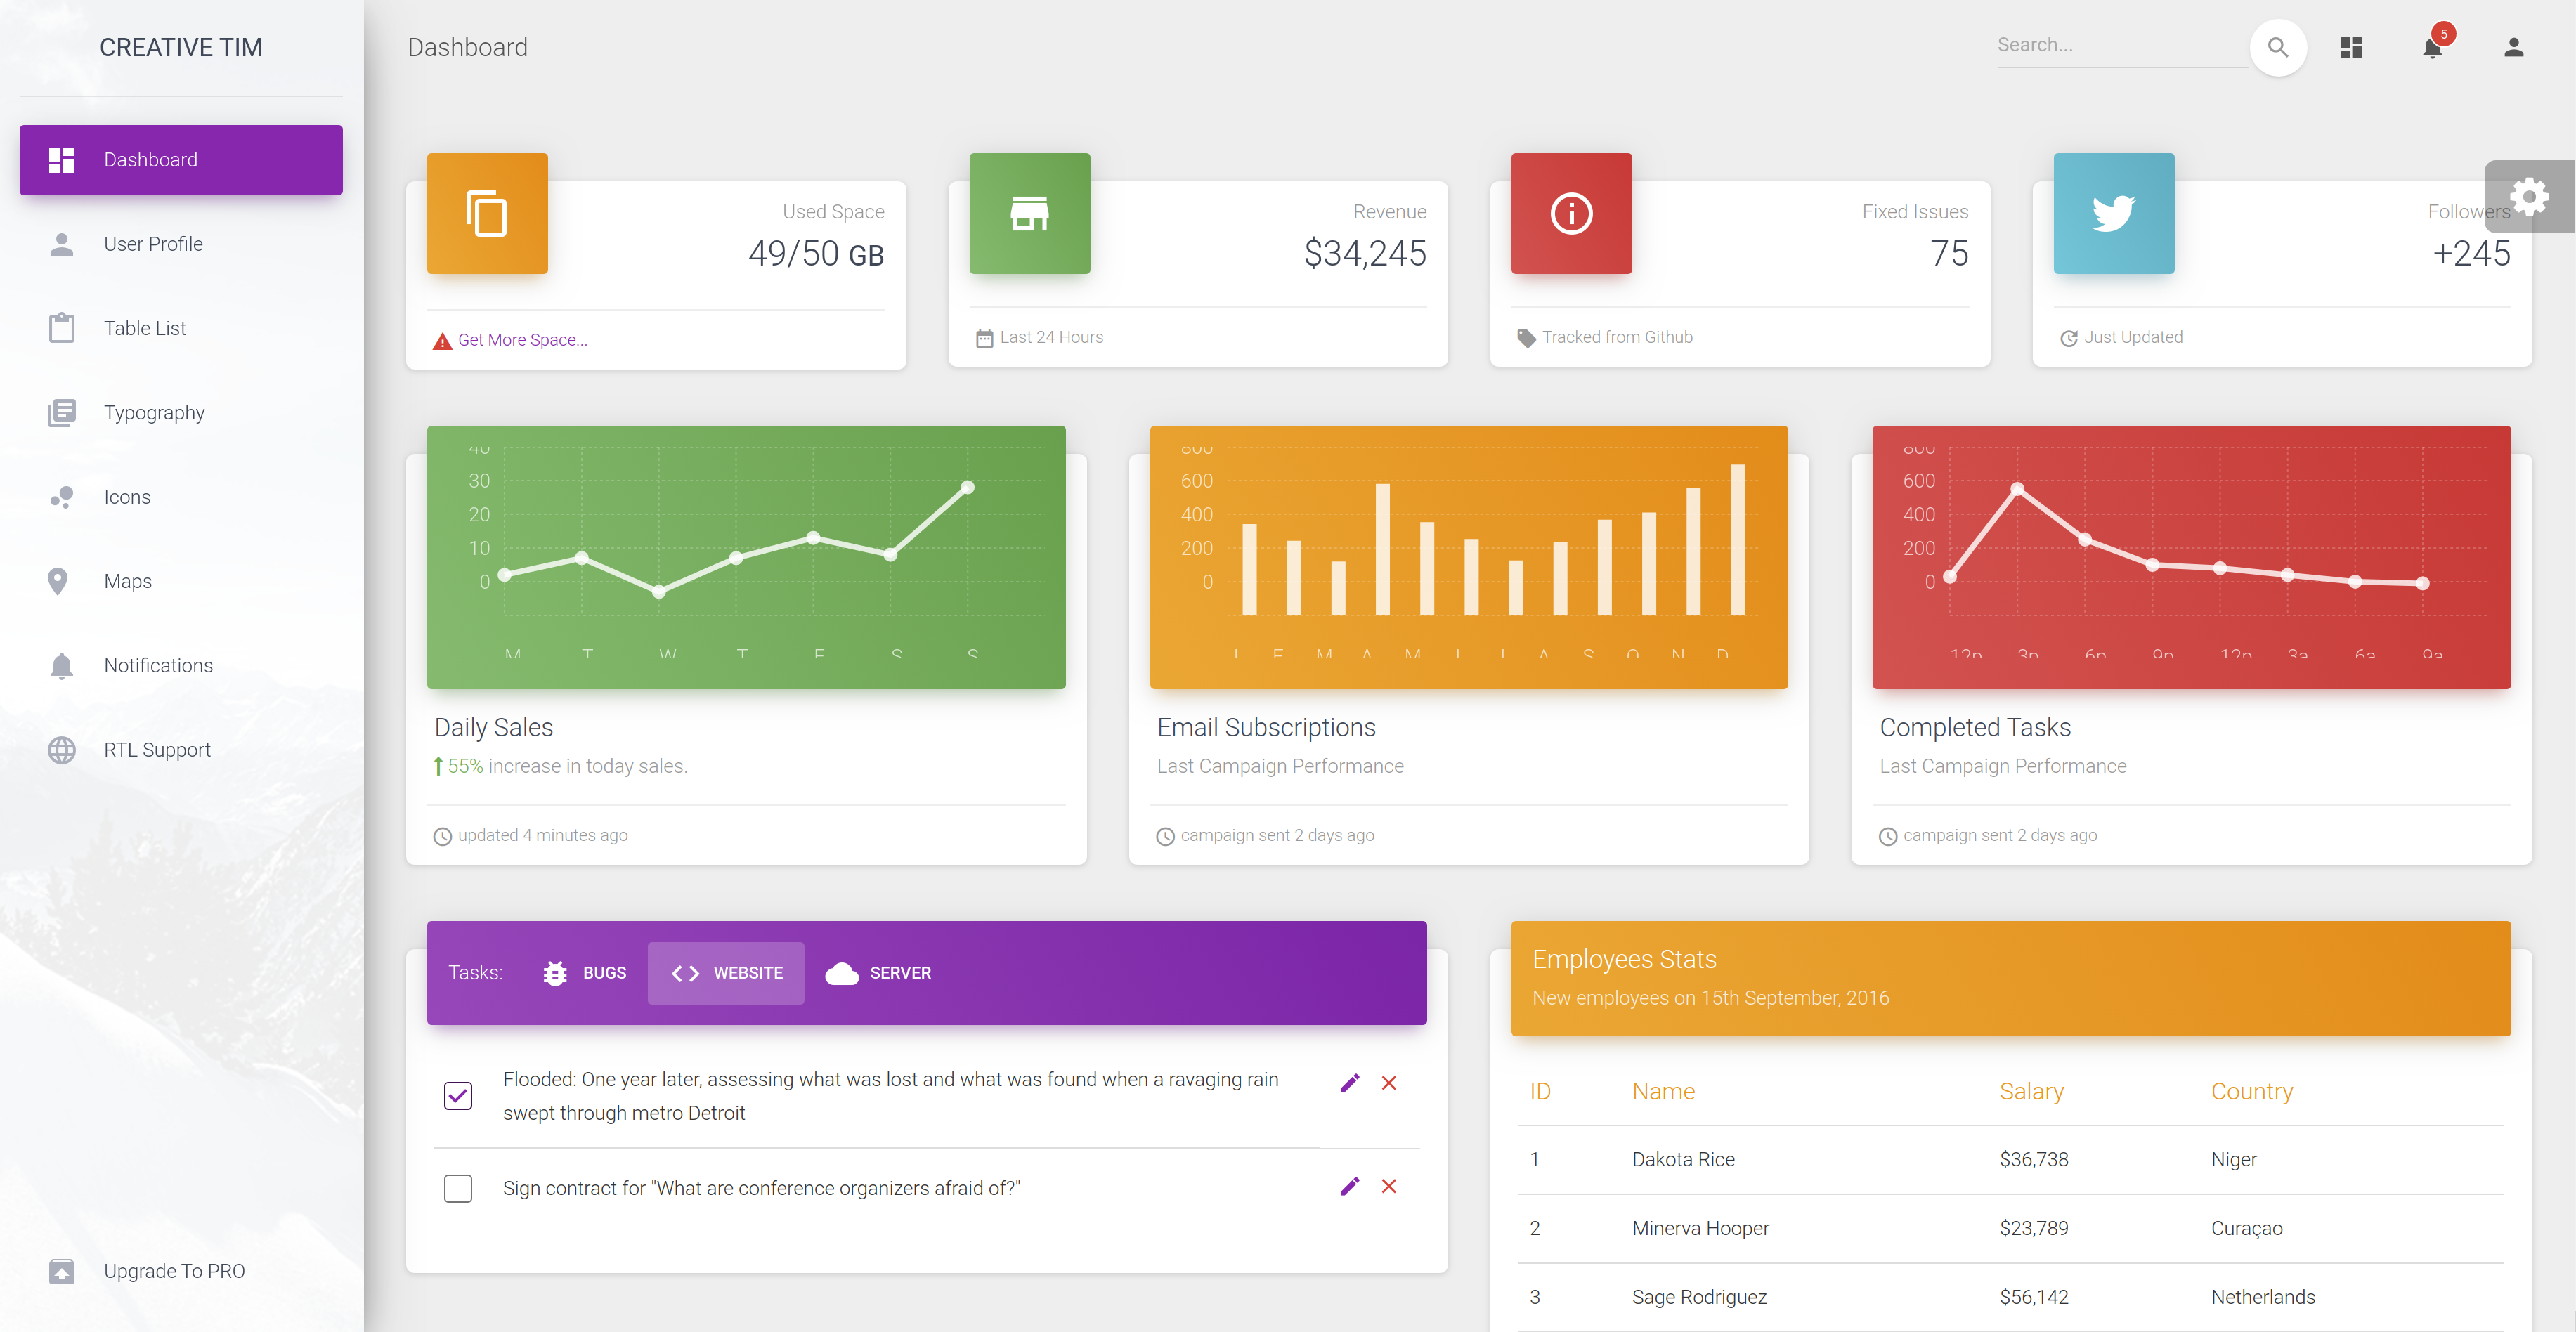 CREATIVE TIM
Dashboard
User Profile
Table List
Typography
Icons
Maps
Notifications
RTL Support
Upgrade To PRO
Dashboard
Search...
5
Used Space
49/50 GB
Get More Space...
Revenue
$34,245
Last 24 Hours
Fixed Issues
75
Tracked from Github
Followers
+245
Just Updated
40
30
20
10
0
M T W T F S S
Daily Sales
55% increase in today sales.
updated 4 minutes ago
800
600
400
200
0
J F M A M J J A S O N D
Email Subscriptions
Last Campaign Performance
campaign sent 2 days ago
800
600
400
200
0
12p 3p 6p 9p 12p 3a 6a 9a
Completed Tasks
Last Campaign Performance
campaign sent 2 days ago
Tasks: BUGS WEBSITE SERVER
Flooded: One year later, assessing what was lost and what was found when a ravaging rain
swept through metro Detroit
Sign contract for "What are conference organizers afraid of?"
Employees Stats
New employees on 15th September, 2016
ID Name Salary Country
1 Dakota Rice $36,738 Niger
2 Minerva Hooper $23,789 Curaçao
3 Sage Rodriguez $56,142 Netherlands